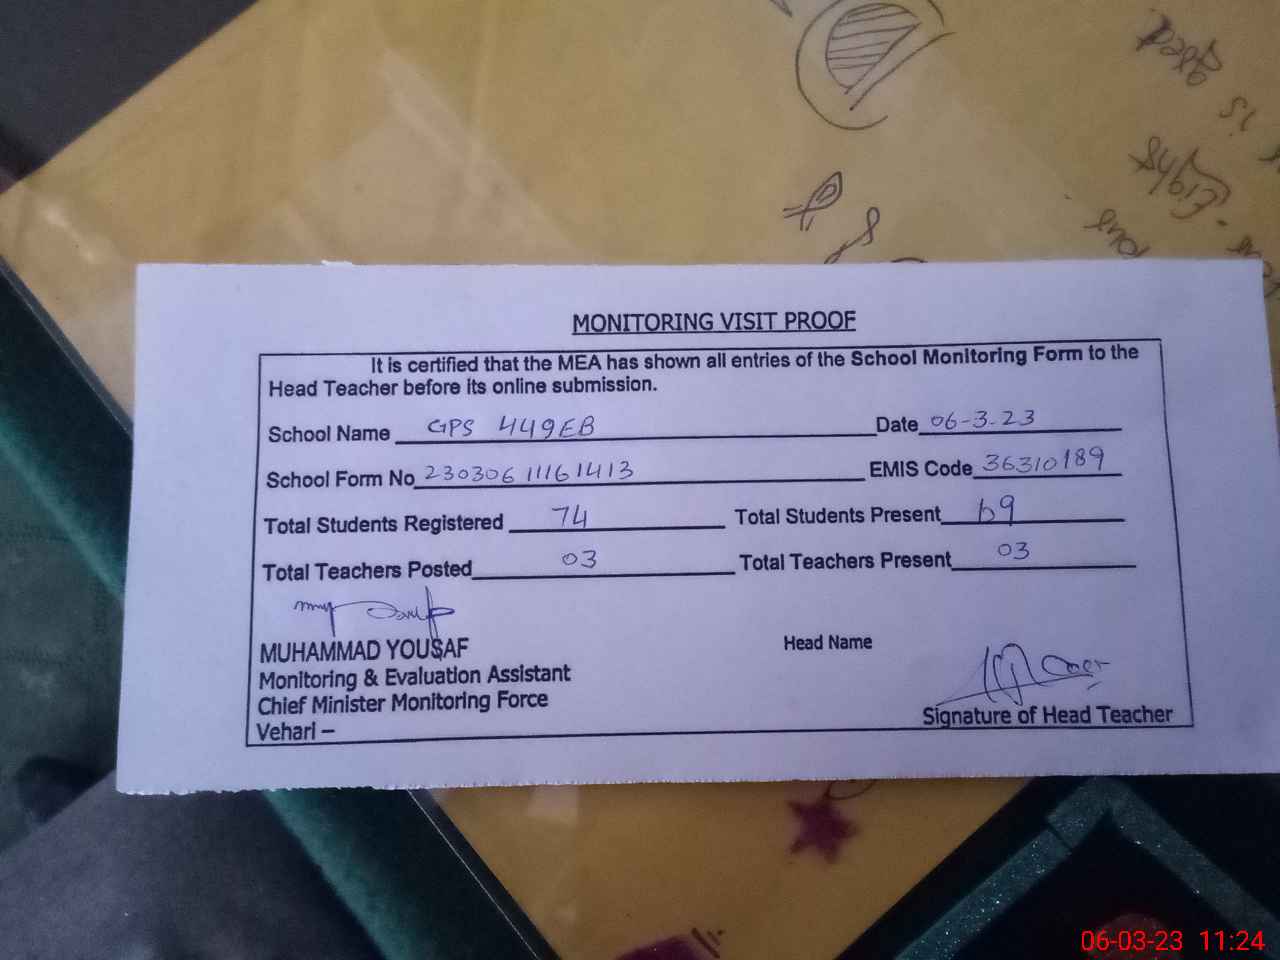 MONITORING VISIT PROOF
It is certified that the MEA has shown all entries of the School Monitoring Form to the
Head Teacher before its online submission.
School Name GPS 449EB Date 06-3-23
School Form No 23030611161413 EMIS Code 36310189
Total Students Registered 74 Total Students Present 69
Total Teachers Posted 03 Total Teachers Present 03
MUHAMMAD YOUSAF
Monitoring & Evaluation Assistant
Chief Minister Monitoring Force
Vehari –
Head Name
Signature of Head Teacher
06-03-23 11:24